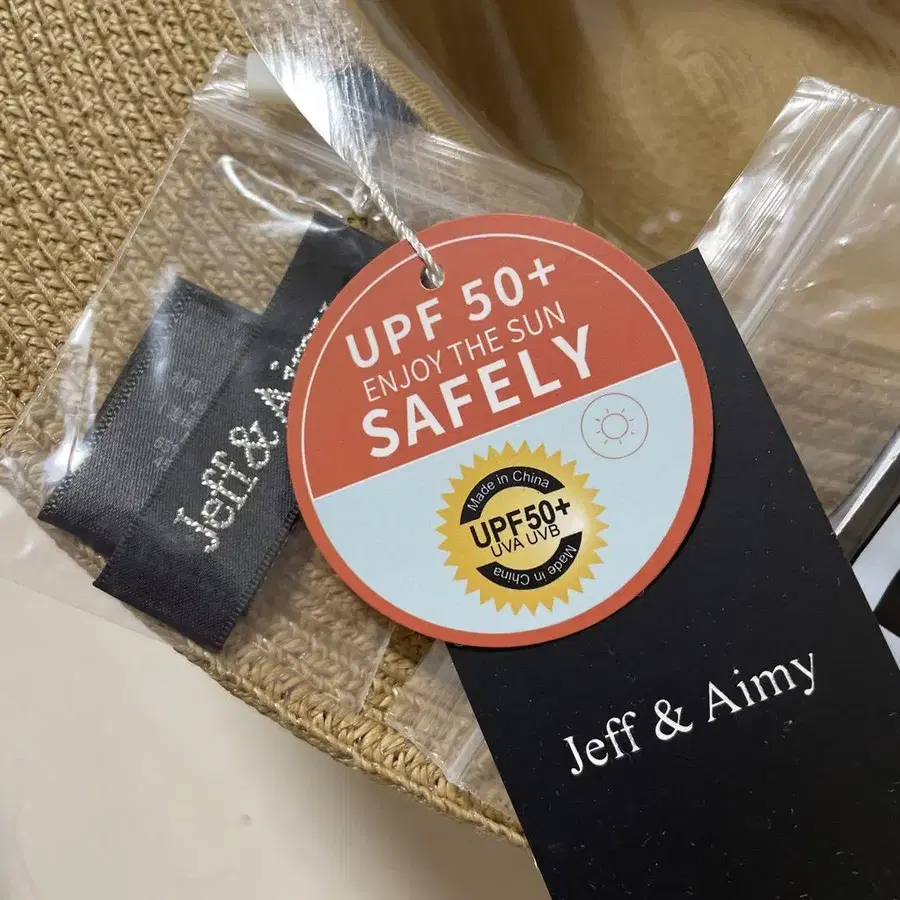 UPF 50+
ENJOY THE SUN
SAFELY
Made in China
UPF50+
UVA UVB
Made in China
Jeff & Aimy
Jeff & Aimy